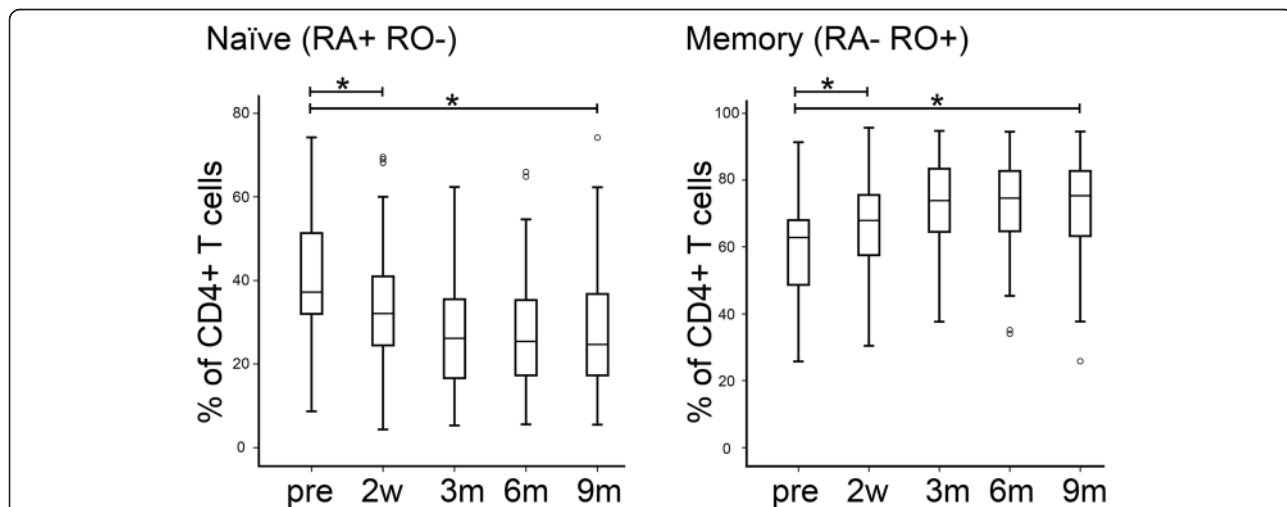 Naïve (RA+ RO-)
*
*
% of CD4+ T cells
80
60
40
20
0
pre 2w 3m 6m 9m
Memory (RA- RO+)
*
*
% of CD4+ T cells
100
80
60
40
20
0
pre 2w 3m 6m 9m